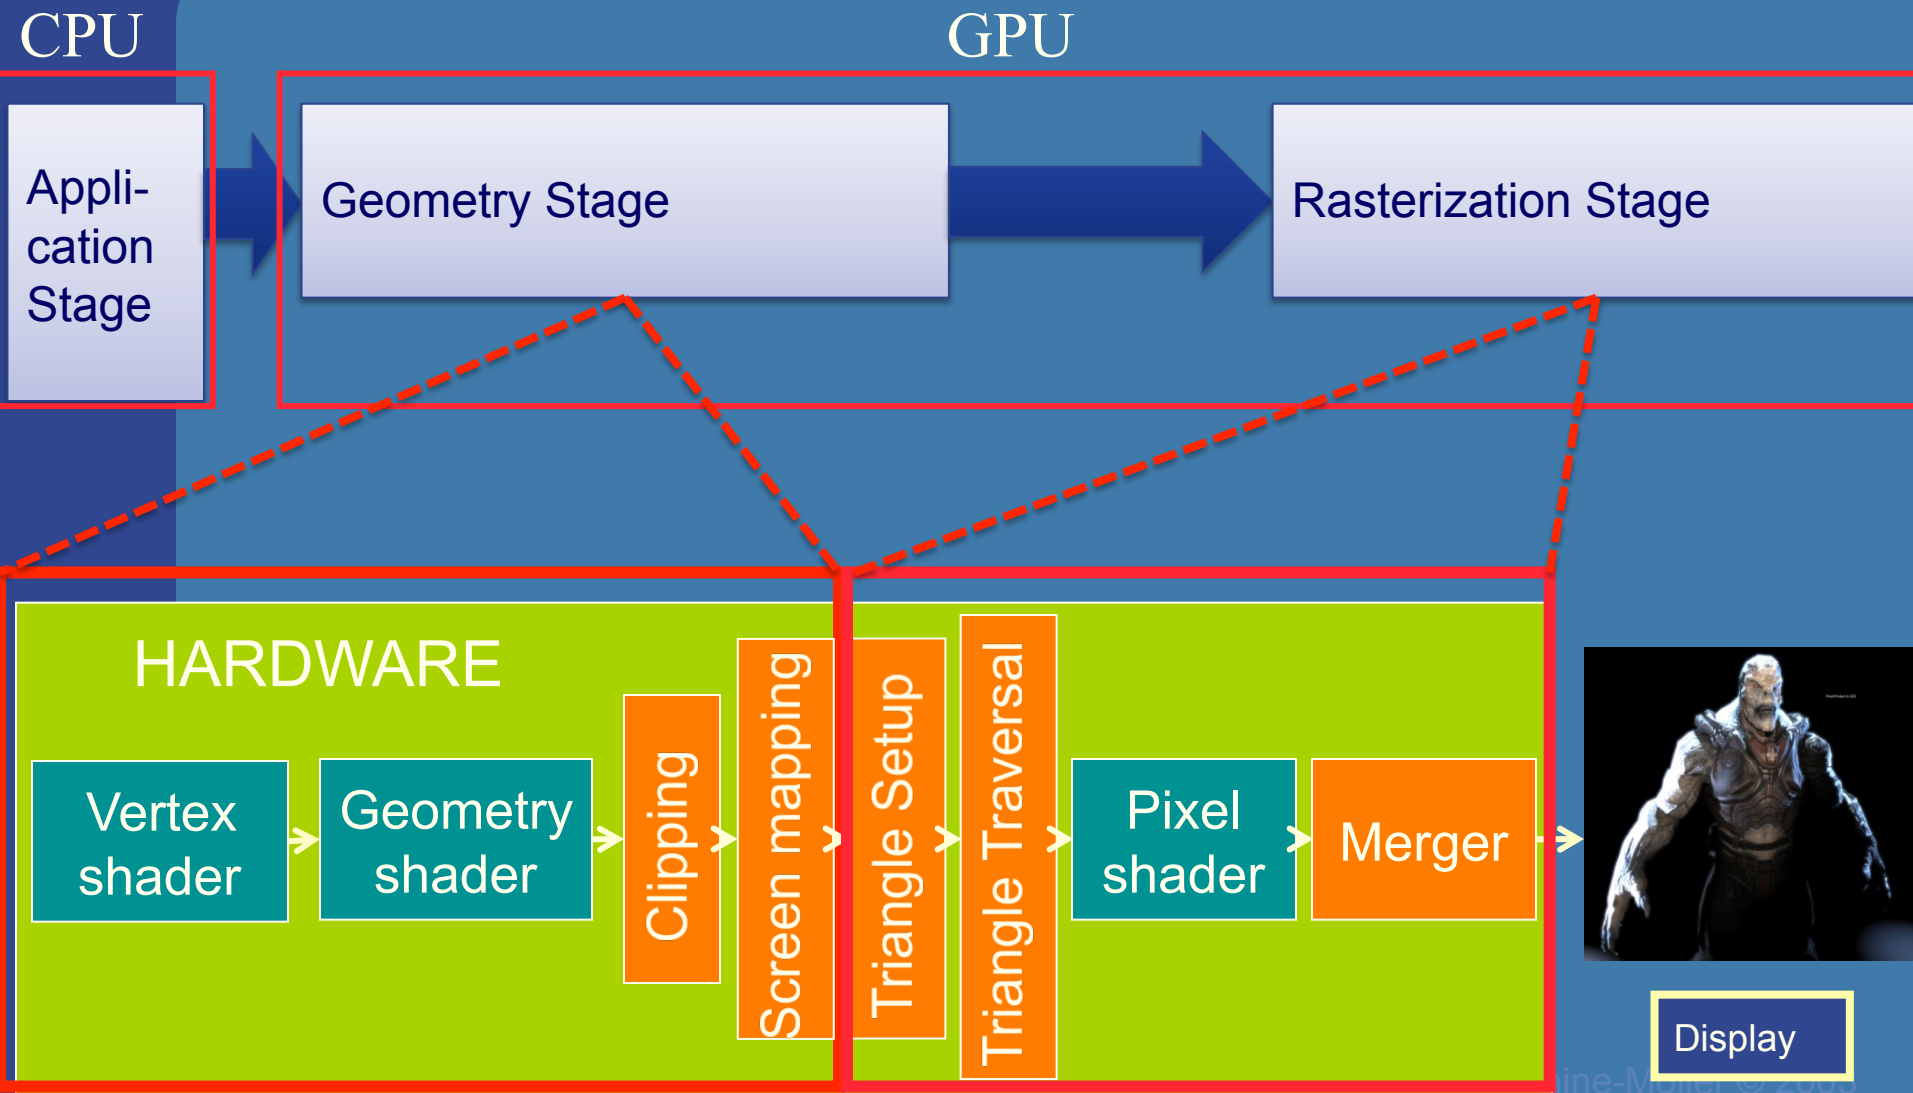 CPU
GPU
Appli-
cation
Stage
Geometry Stage
Rasterization Stage
HARDWARE
Vertex
shader
Geometry
shader
Clipping
Screen mapping
Triangle Setup
Triangle Traversal
Pixel
shader
Merger
Display
© 2003